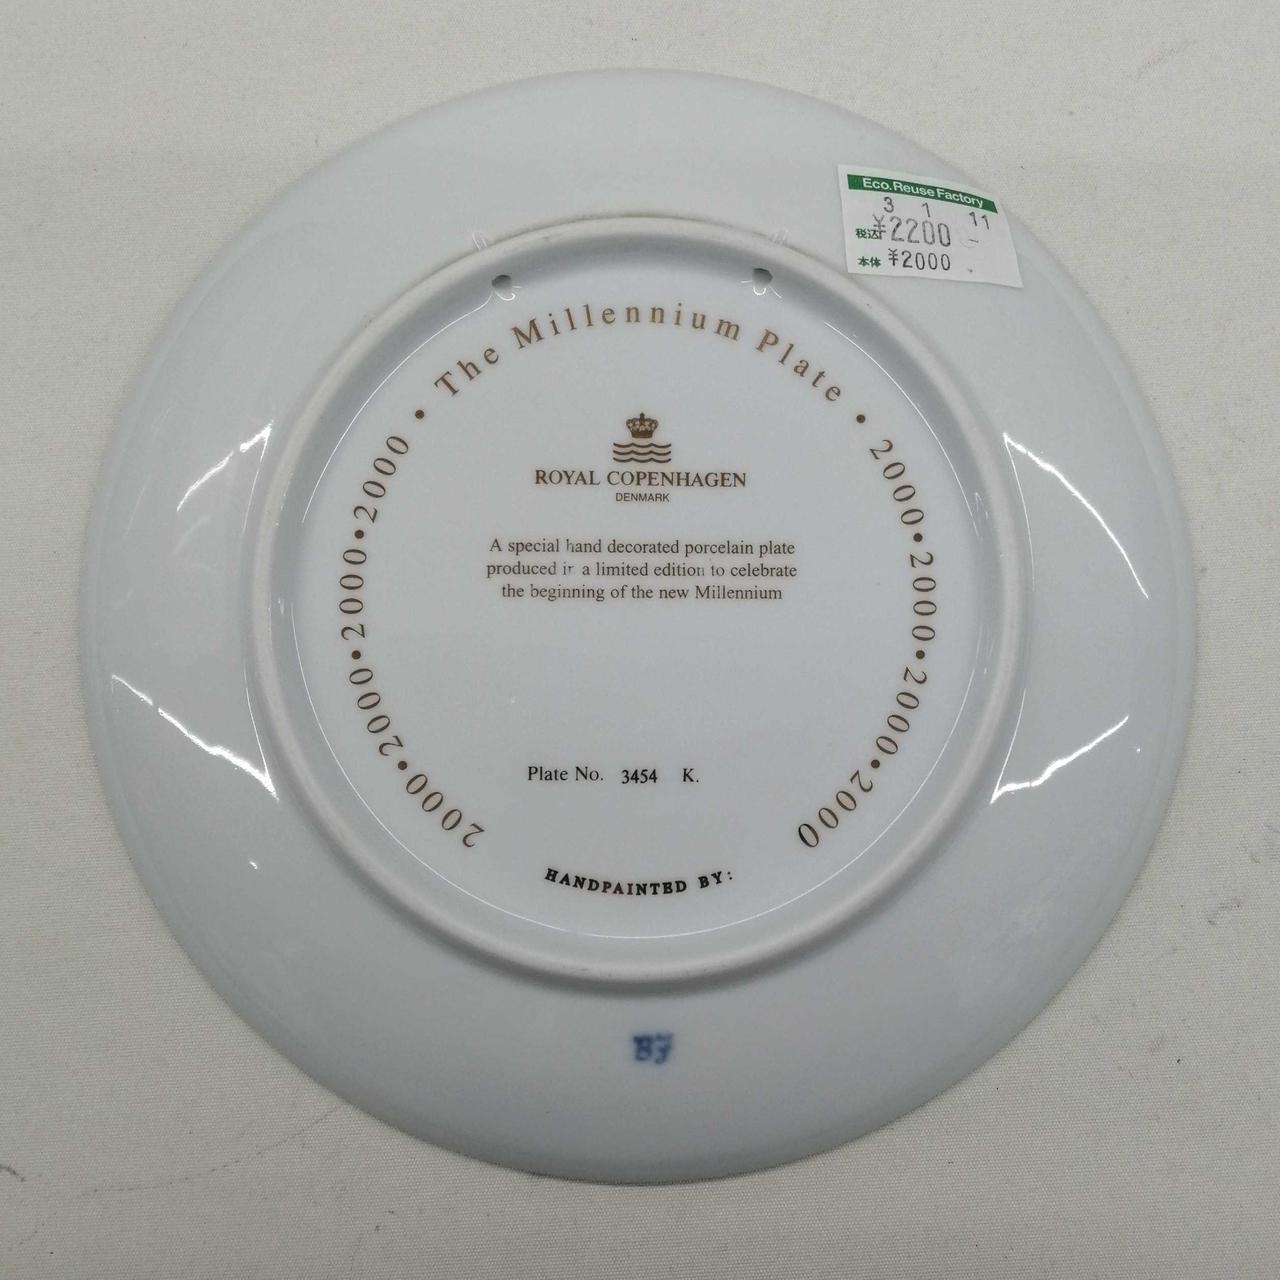 Eco.Reuse Factory
3 1 11
税込 ¥2200 -
本体 ¥2000
• The Millennium Plate •
2000•2000•2000•2000
2000•2000•2000•2000
ROYAL COPENHAGEN
DENMARK
A special hand decorated porcelain plate
produced in a limited edition to celebrate
the beginning of the new Millennium
Plate No. 3454 K.
HANDPAINTED BY: